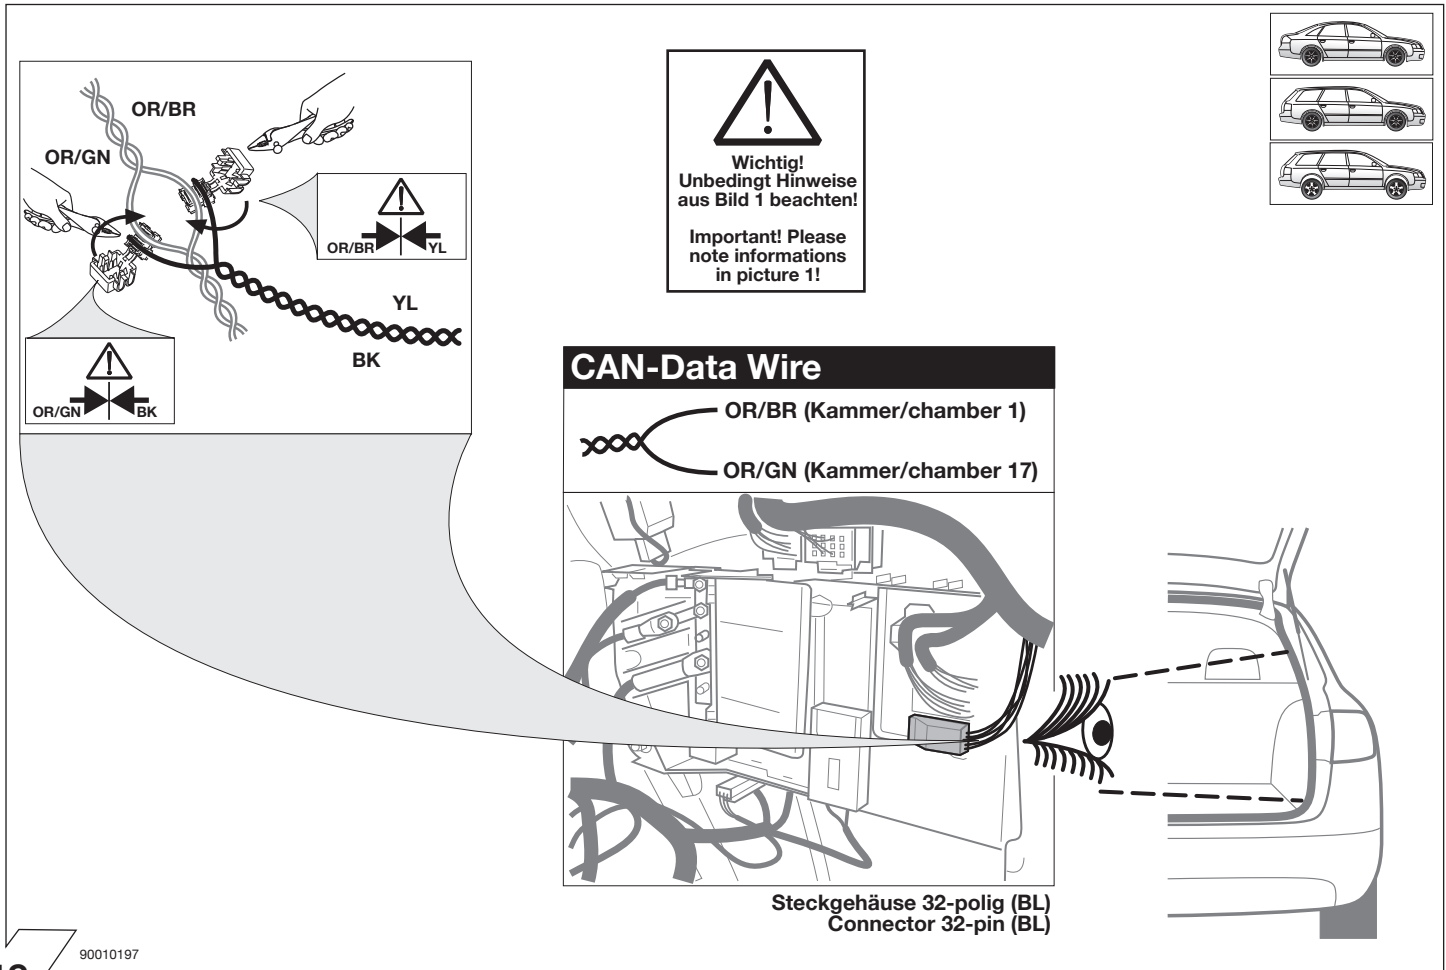 OR/BR
OR/GN
OR/BR YL
YL
BK
OR/GN BK
Wichtig!
Unbedingt Hinweise
aus Bild 1 beachten!
Important! Please
note informations
in picture 1!
CAN-Data Wire
OR/BR (Kammer/chamber 1)
OR/GN (Kammer/chamber 17)
Steckgehäuse 32-polig (BL)
Connector 32-pin (BL)
90010197